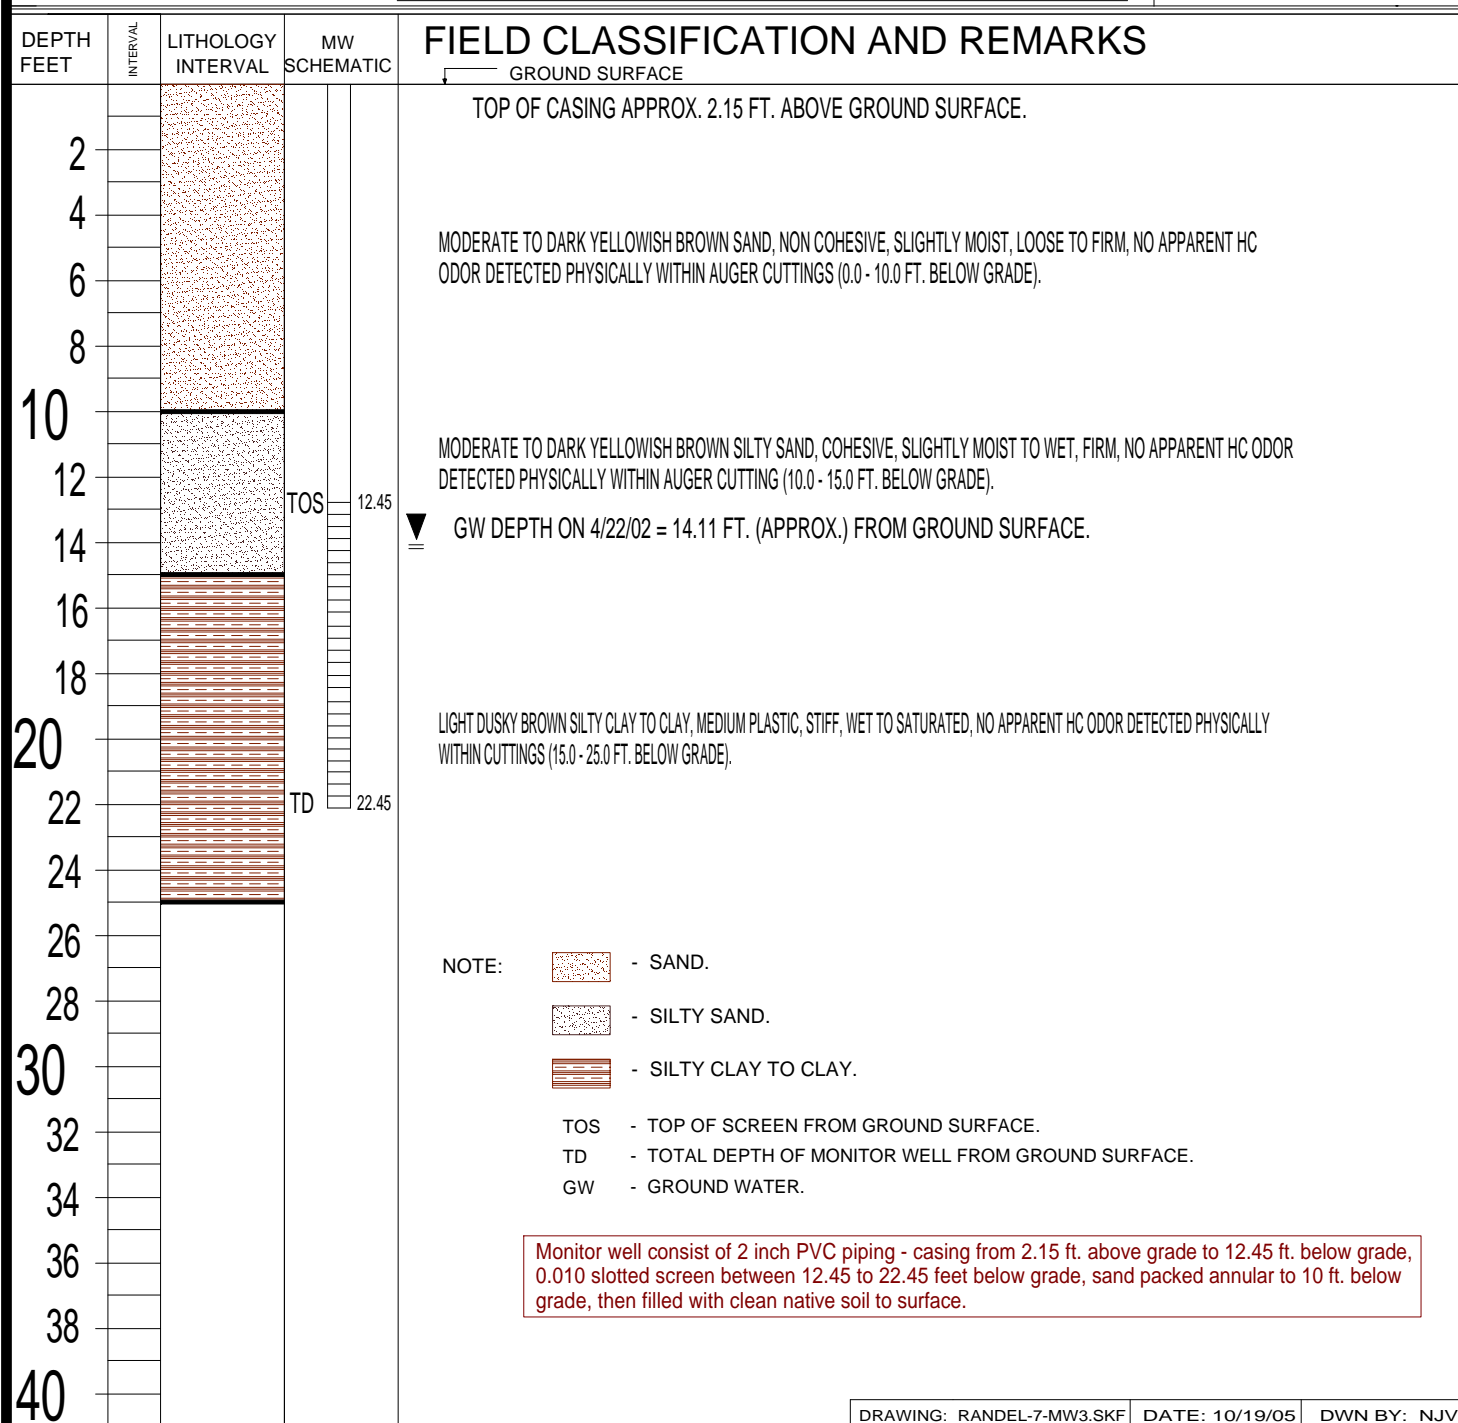 DEPTH
FEET
INTERVAL
LITHOLOGY
INTERVAL
MW
SCHEMATIC
FIELD CLASSIFICATION AND REMARKS
GROUND SURFACE
TOP OF CASING APPROX. 2.15 FT. ABOVE GROUND SURFACE.
2
4
MODERATE TO DARK YELLOWISH BROWN SAND, NON COHESIVE, SLIGHTLY MOIST, LOOSE TO FIRM, NO APPARENT HC
ODOR DETECTED PHYSICALLY WITHIN AUGER CUTTINGS (0.0 - 10.0 FT. BELOW GRADE).
6
8
10
MODERATE TO DARK YELLOWISH BROWN SILTY SAND, COHESIVE, SLIGHTLY MOIST TO WET, FIRM, NO APPARENT HC ODOR
DETECTED PHYSICALLY WITHIN AUGER CUTTING (10.0 - 15.0 FT. BELOW GRADE).
12
TOS 12.45
GW DEPTH ON 4/22/02 = 14.11 FT. (APPROX.) FROM GROUND SURFACE.
14
16
18
LIGHT DUSKY BROWN SILTY CLAY TO CLAY, MEDIUM PLASTIC, STIFF, WET TO SATURATED, NO APPARENT HC ODOR DETECTED PHYSICALLY
WITHIN CUTTINGS (15.0 - 25.0 FT. BELOW GRADE).
20
22
TD 22.45
24
26
NOTE: - SAND.
28
- SILTY SAND.
30
- SILTY CLAY TO CLAY.
32
TOS - TOP OF SCREEN FROM GROUND SURFACE.
TD - TOTAL DEPTH OF MONITOR WELL FROM GROUND SURFACE.
GW - GROUND WATER.
34
36
Monitor well consist of 2 inch PVC piping - casing from 2.15 ft. above grade to 12.45 ft. below grade,
0.010 slotted screen between 12.45 to 22.45 feet below grade, sand packed annular to 10 ft. below
grade, then filled with clean native soil to surface.
38
40
DRAWING: RANDEL-7-MW3.SKF DATE: 10/19/05 DWN BY: NJV